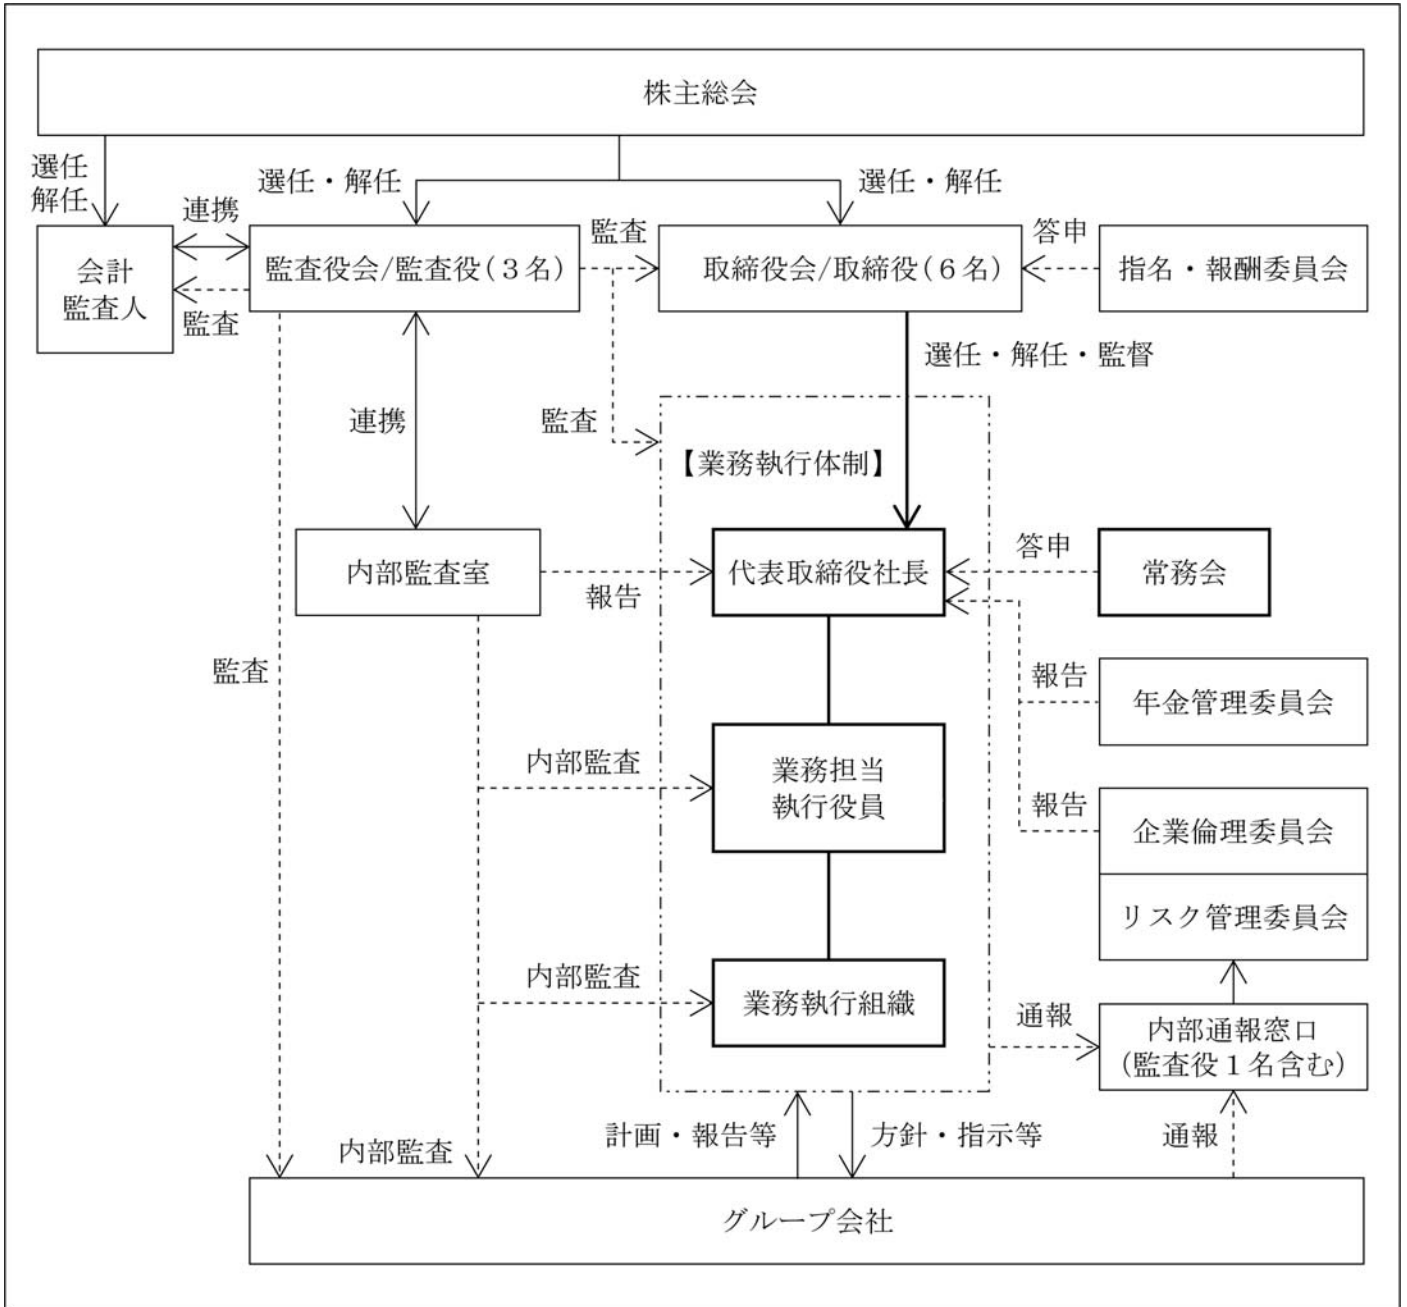 株主総会
選任
解任
選任・解任
選任・解任
連携
監査
監査
答申
会計
監査人
監査役会/監査役(3名)
取締役会/取締役(6名)
指名・報酬委員会
選任・解任・監督
連携
監査
【業務執行体制】
内部監査室
報告
代表取締役社長
答申
常務会
監査
報告
年金管理委員会
内部監査
業務担当
執行役員
報告
企業倫理委員会
リスク管理委員会
内部監査
業務執行組織
通報
内部通報窓口
(監査役1名含む)
内部監査
計画・報告等
方針・指示等
通報
グループ会社